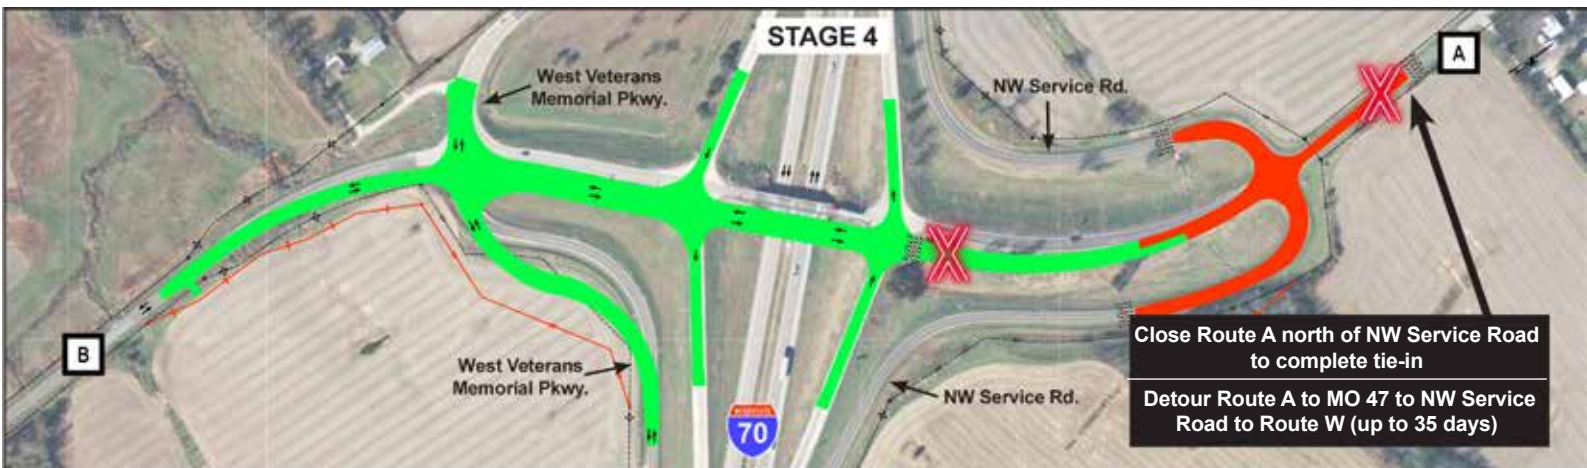 STAGE 4
A
West Veterans
Memorial Pkwy.
NW Service Rd.
B
West Veterans
Memorial Pkwy.
NW Service Rd.
INTERSTATE
70
Close Route A north of NW Service Road
to complete tie-in
Detour Route A to MO 47 to NW Service
Road to Route W (up to 35 days)